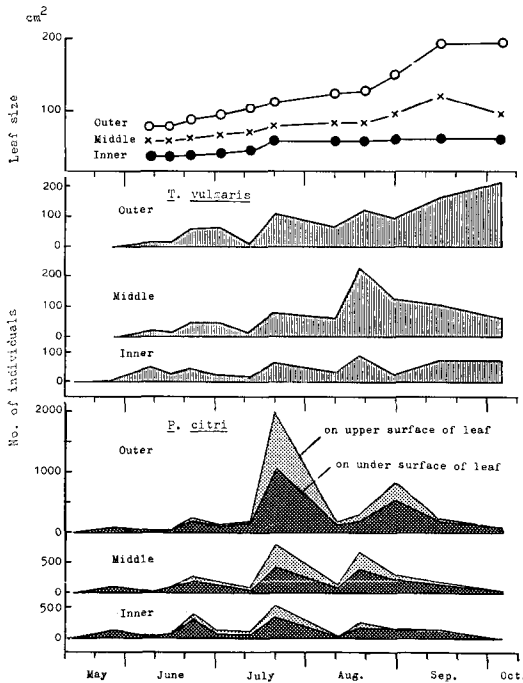 cm2
200
100
Leaf size
Outer
Middle
Inner
T. vulgaris
200
100
0
Outer
200
100
0
Middle
100
0
Inner
No. of individuals
P. citri
2000
1000
0
Outer
on upper surface of leaf
on under surface of leaf
500
0
Middle
500
0
Inner
May June July Aug. Sep. Oct